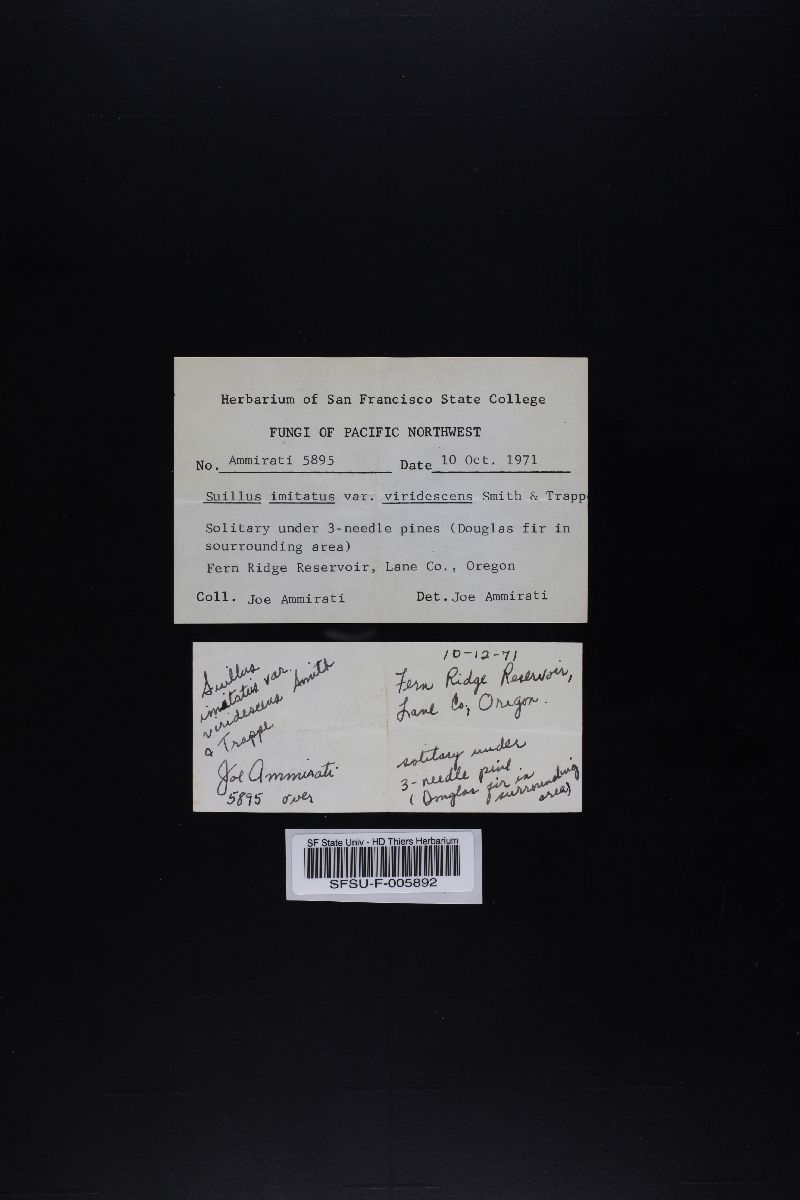 Herbarium of San Francisco State College
FUNGI OF PACIFIC NORTHWEST
No. Ammirati 5895 Date 10 Oct. 1971
Suillus imitatus var. viridescens Smith & Trappe
Solitary under 3-needle pines (Douglas fir in
sourrounding area)
Fern Ridge Reservoir, Lane Co., Oregon
Coll. Joe Ammirati Det. Joe Ammirati
Suillus
imitatus var.
viridescens Smith
& Trappe
Joe Ammirati
5895 over
10-12-71
Fern Ridge Reservoir,
Lane Co, Oregon.
solitary under
3-needle pine
(Douglas fir in
surrounding
area)
SF State Univ - HD Thiers Herbarium
SFSU-F-005892